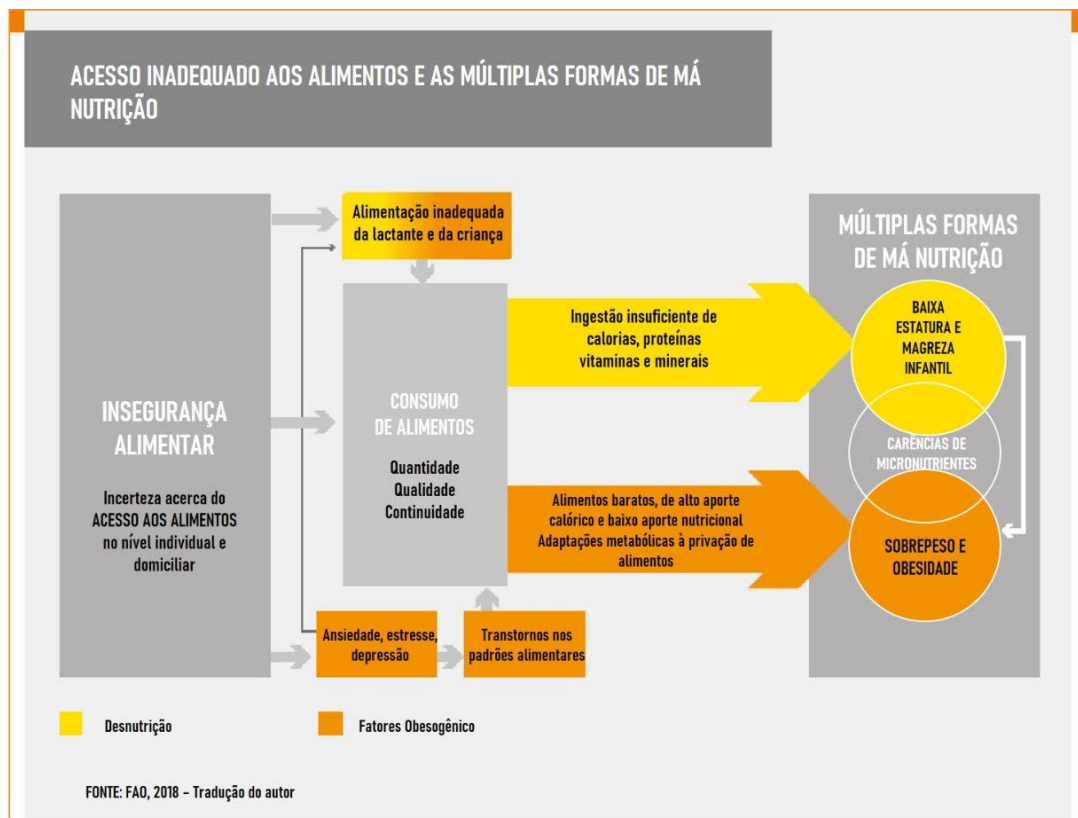 ACESSO INADEQUADO AOS ALIMENTOS E AS MÚLTIPLAS FORMAS DE MÁ
NUTRIÇÃO
INSEGURANÇA
ALIMENTAR
Incerteza acerca do
ACESSO AOS ALIMENTOS
no nível individual e
domiciliar
Alimentação inadequada
da lactante e da criança
CONSUMO
DE ALIMENTOS
Quantidade
Qualidade
Continuidade
Ansiedade, estresse,
depressão
Transtornos nos
padrões alimentares
Ingestão insuficiente de
calorias, proteínas
vitaminas e minerais
Alimentos baratos, de alto aporte
calórico e baixo aporte nutricional
Adaptações metabólicas à privação de
alimentos
MÚLTIPLAS FORMAS
DE MÁ NUTRIÇÃO
BAIXA
ESTATURA E
MAGREZA
INFANTIL
CARÊNCIAS DE
MICRONUTRIENTES
SOBREPESO E
OBESIDADE
Desnutrição
Fatores Obesogênico
FONTE: FAO, 2018 – Tradução do autor